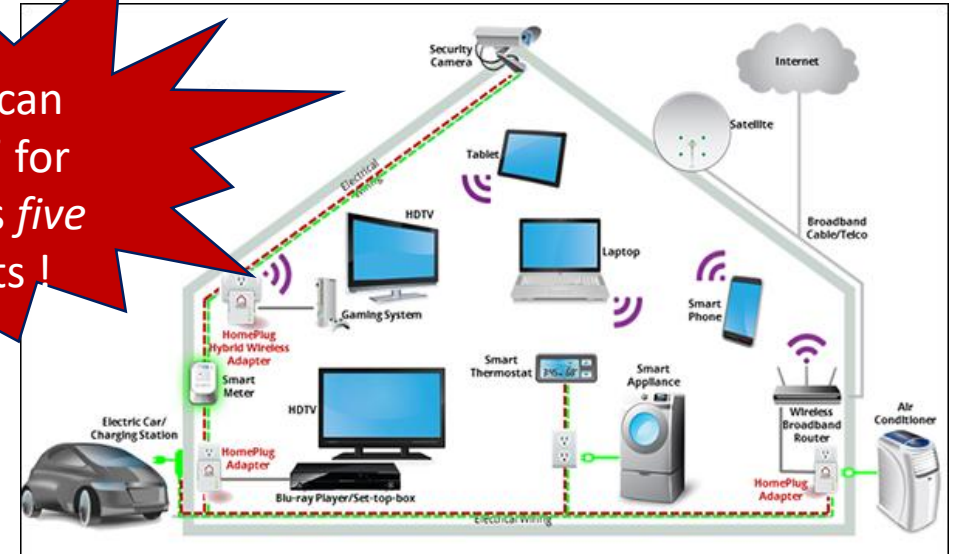 can
for
s five
ts !
Security
Camera
Internet
Satellite
Tablet
Electrical
Wiring
HDTV
Broadband
Cable/Telco
Laptop
Gaming System
Smart
Phone
HomePlug
Hybrid Wireless
Adapter
Smart
Meter
Smart
Thermostat
Smart
Appliance
HDTV
Electric Car/
Charging Station
Wireless
Broadband
Router
Air
Conditioner
HomePlug
Adapter
HomePlug
Adapter
Blu-ray Player/Set-top-box
Electrical Wiring